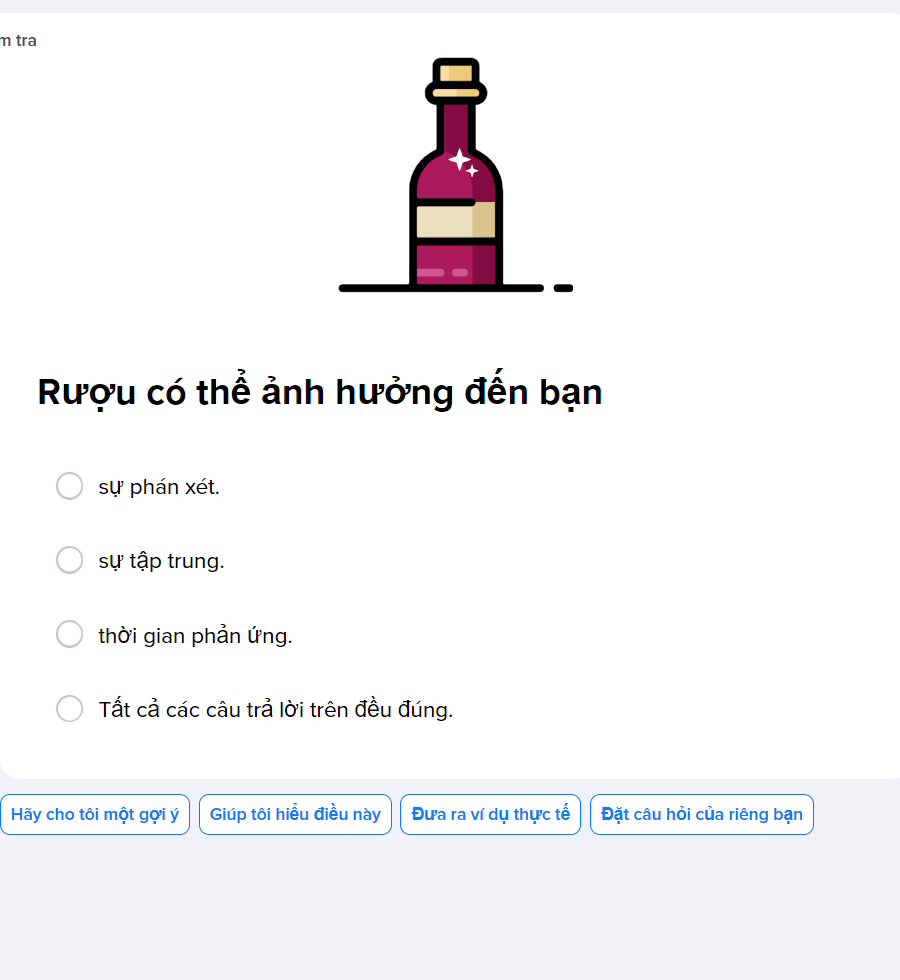 tra
Rượu có thể ảnh hưởng đến bạn
sự phán xét.
sự tập trung.
thời gian phản ứng.
Tất cả các câu trả lời trên đều đúng.
Hãy cho tôi một gợi ý
Giúp tôi hiểu điều này
Đưa ra ví dụ thực tế
Đặt câu hỏi của riêng bạn